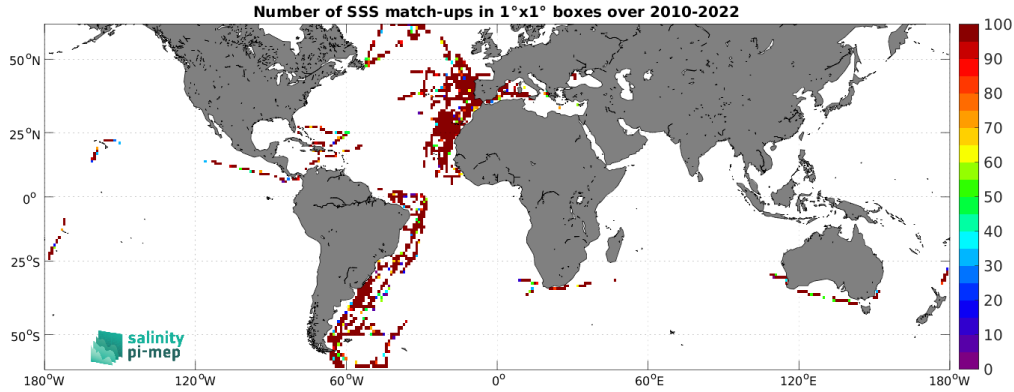 Number of SSS match-ups in 1°x1° boxes over 2010-2022
50°N
25°N
0°
25°S
50°S
180°W
120°W
60°W
0°
60°E
120°E
180°W
100
90
80
70
60
50
40
30
20
10
0
salinity
pi-mep